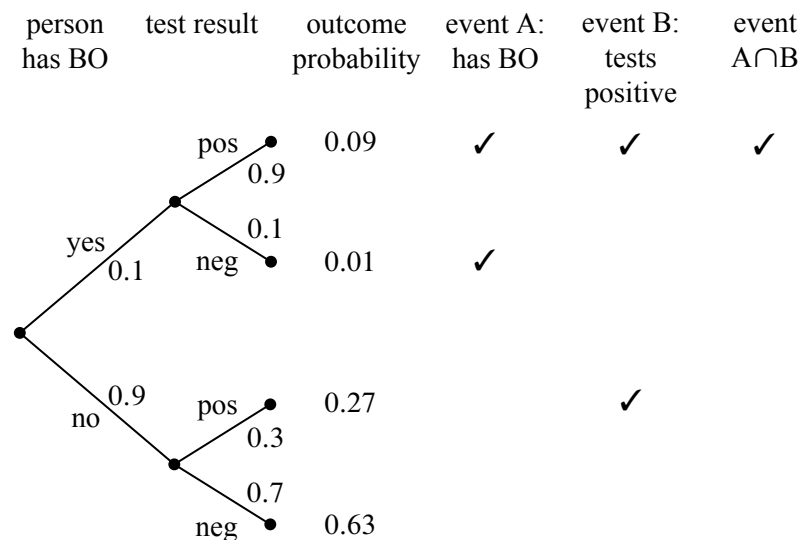 person test result outcome event A: event B: event
has BO probability has BO tests A∩B
positive
pos 0.09 ✓ ✓ ✓
0.9
yes 0.1
neg 0.01 ✓
0.1
0.9 pos 0.27 ✓
no 0.3
0.7
neg 0.63